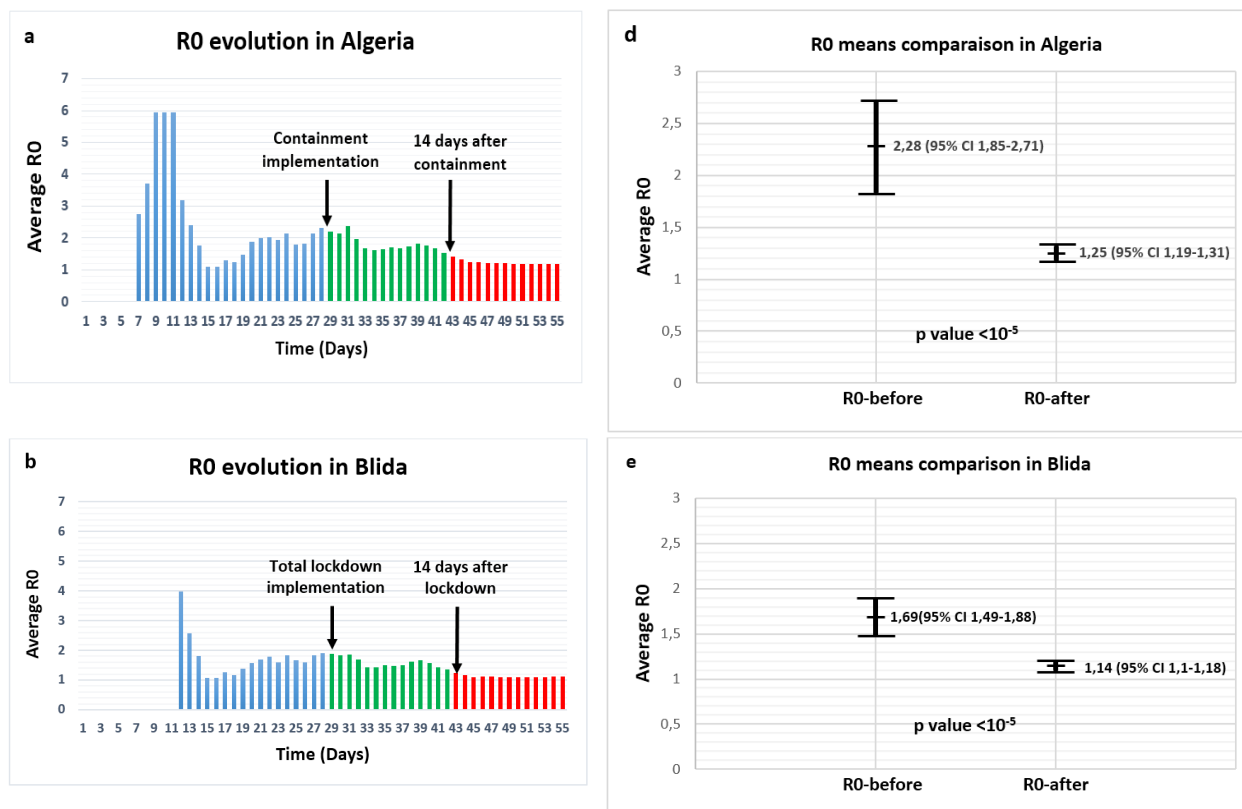 a
R0 evolution in Algeria
7
6
5
4
3
2
1
0
Average R0
Containment
implementation
14 days after
containment
1 3 5 7 9 11 13 15 17 19 21 23 25 27 29 31 33 35 37 39 41 43 45 47 49 51 53 55
Time (Days)
d
R0 means comparaison in Algeria
3
2,5
2
1,5
1
0,5
0
Average R0
2,28 (95% CI 1,85-2,71)
1,25 (95% CI 1,19-1,31)
p value <10⁻⁵
R0-before R0-after
b
R0 evolution in Blida
7
6
5
4
3
2
1
0
Average R0
Total lockdown
implementation
14 days after
lockdown
1 3 5 7 9 11 13 15 17 19 21 23 25 27 29 31 33 35 37 39 41 43 45 47 49 51 53 55
Time (Days)
e
R0 means comparison in Blida
3
2,5
2
1,5
1
0,5
0
Average R0
1,69(95% CI 1,49-1,88)
1,14 (95% CI 1,1-1,18)
p value <10⁻⁵
R0-before R0-after